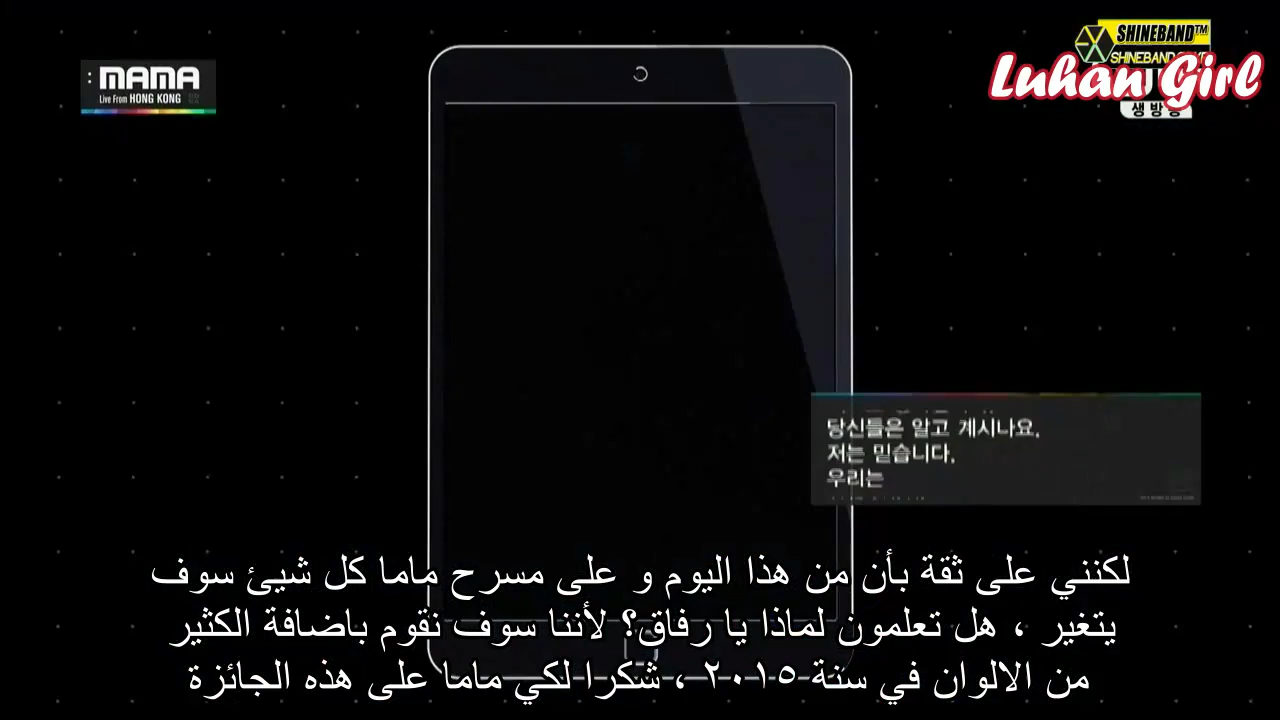 : MAMA
Live From HONG KONG
SHINEBAND™
SHINEBAND
Luhan Girl
생방송
당신들은 알고 계시나요.
저는 믿습니다.
우리는
لكنني على ثقة بأن من هذا اليوم و على مسرح ماما كل شيئ سوف
يتغير ، هل تعلمون لماذا يا رفاق؟ لأننا سوف نقوم باضافة الكثير
من الالوان في سنة ٢٠١٥ ، شكرا لكي ماما على هذه الجائزة